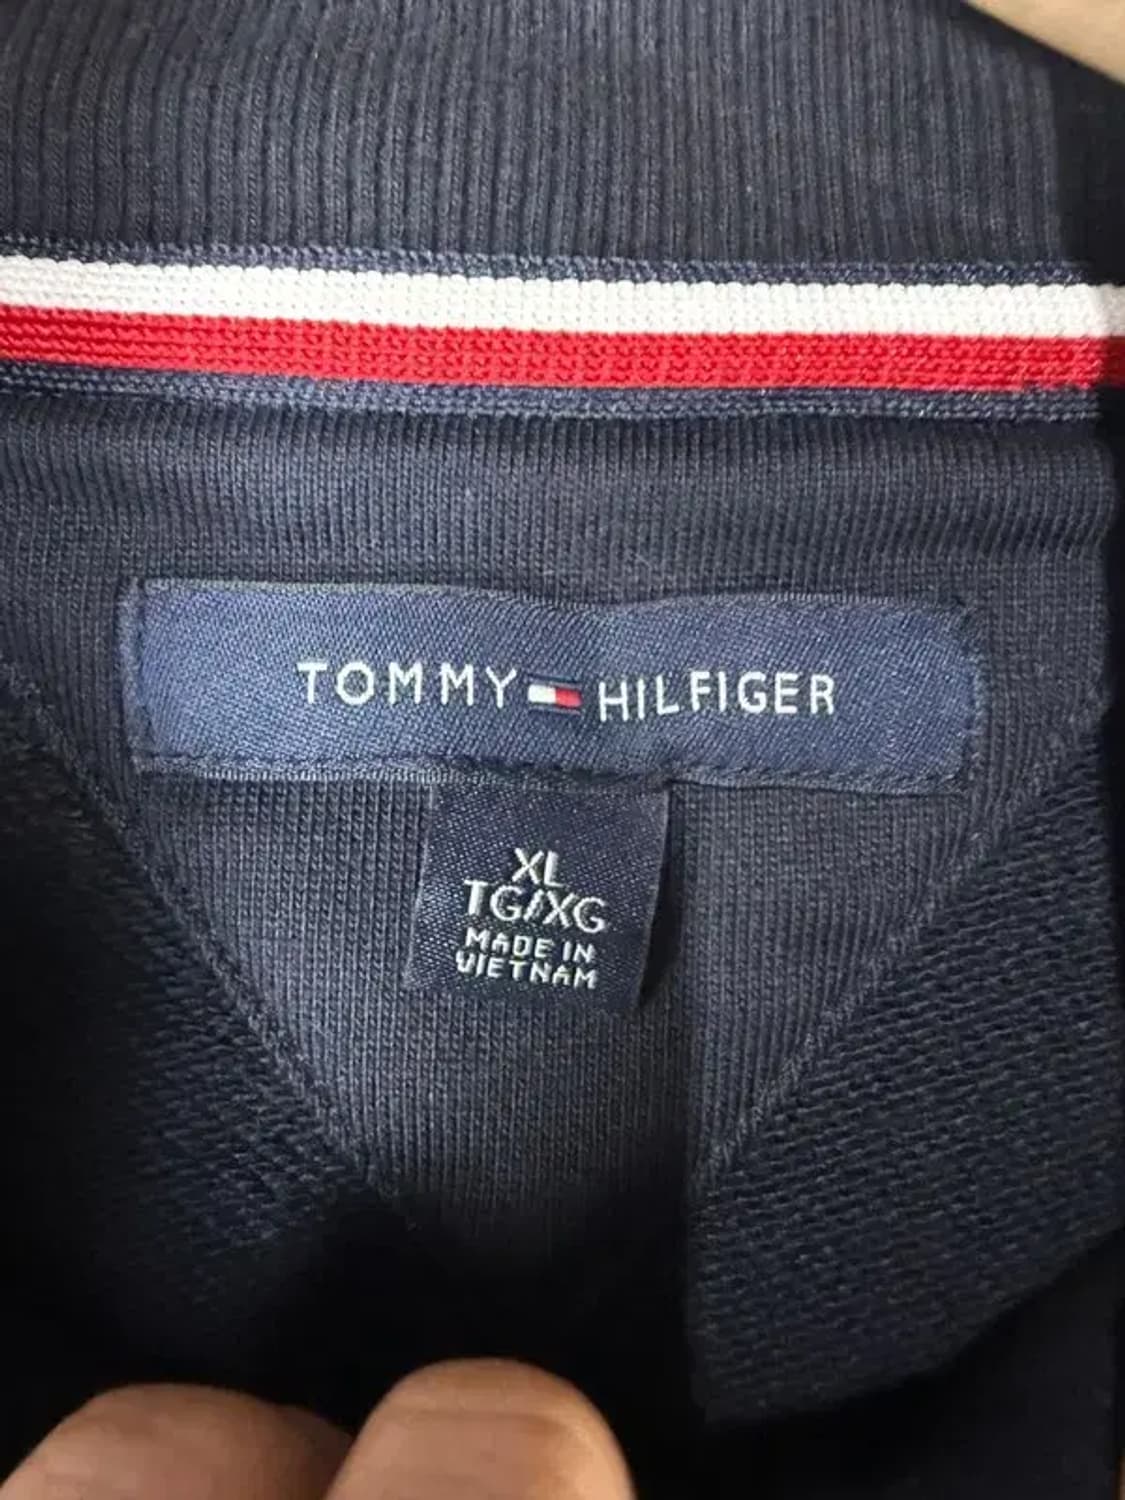 TOMMY HILFIGER
XL
TG/XG
MADE IN
VIETNAM